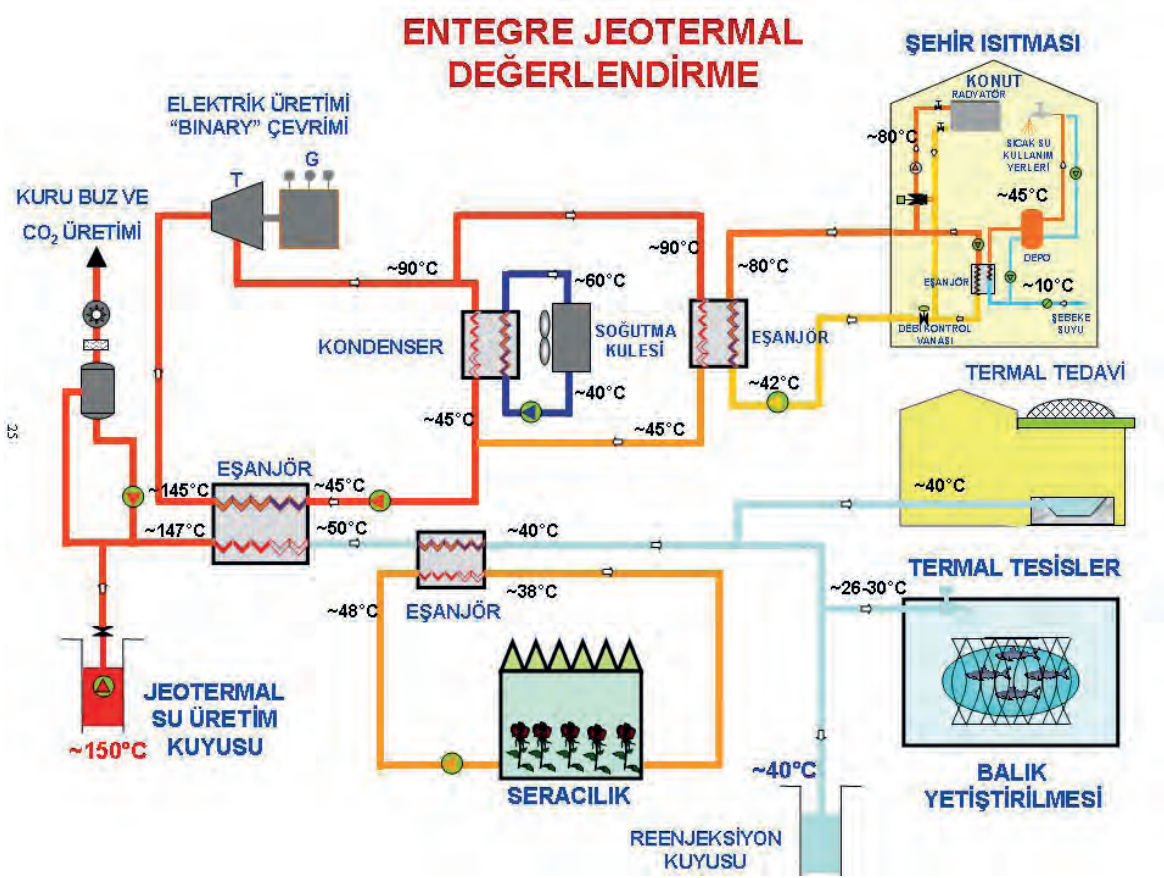 ENTEGRE JEOTERMAL
DEĞERLENDİRME
ŞEHİR ISITMASI
KONUT
RADYATÖR
~80°C
SICAK SU
KULLANIM
YERLERİ
~45°C
DEPO
EŞANJÖR
~10°C
ŞEBEKE
SUYU
DEBİ KONTROL
VANASI
ELEKTRİK ÜRETİMİ
“BINARY” ÇEVRİMİ
T
G
KURU BUZ VE
CO₂ ÜRETİMİ
~90°C
~90°C
~80°C
~60°C
KONDENSER
SOĞUTMA
KULESİ
EŞANJÖR
~40°C
~42°C
~45°C
~45°C
TERMAL TEDAVİ
~40°C
25
EŞANJÖR
~145°C
~45°C
~147°C
~50°C
~40°C
~48°C
EŞANJÖR
~38°C
TERMAL TESİSLER
~26-30°C
JEOTERMAL
SU ÜRETİM
KUYUSU
~150°C
SERACILIK
~40°C
BALIK
YETİŞTİRİLMESİ
REENJEKSİYON
KUYUSU